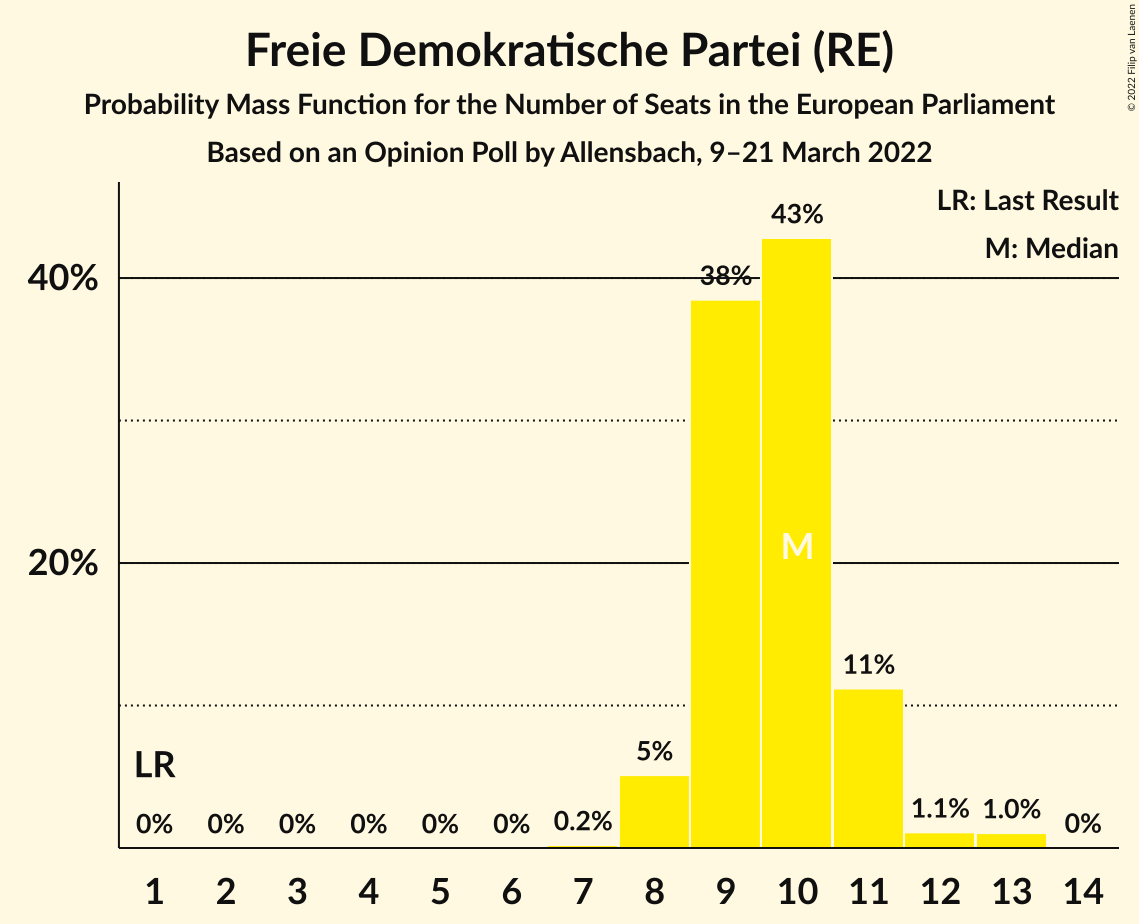 Freie Demokratische Partei (RE)
Probability Mass Function for the Number of Seats in the European Parliament
Based on an Opinion Poll by Allensbach, 9–21 March 2022
© 2022 Filip van Laenen
LR: Last Result
M: Median
43%
40%
38%
M
20%
11%
5%
LR
0% 0% 0% 0% 0% 0% 0.2% 1.1% 1.0% 0%
1 2 3 4 5 6 7 8 9 10 11 12 13 14